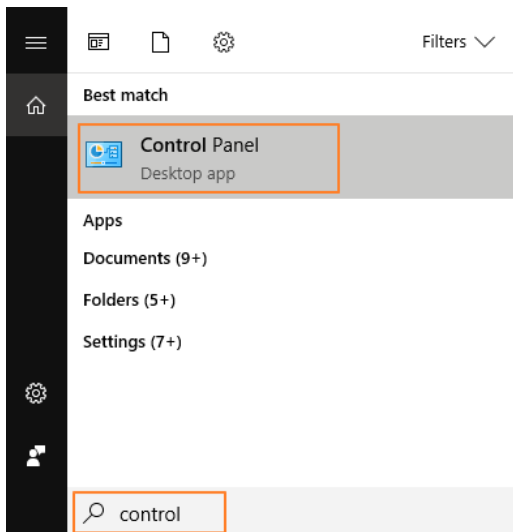 Filters
Best match
Control Panel
Desktop app
Apps
Documents (9+)
Folders (5+)
Settings (7+)
control